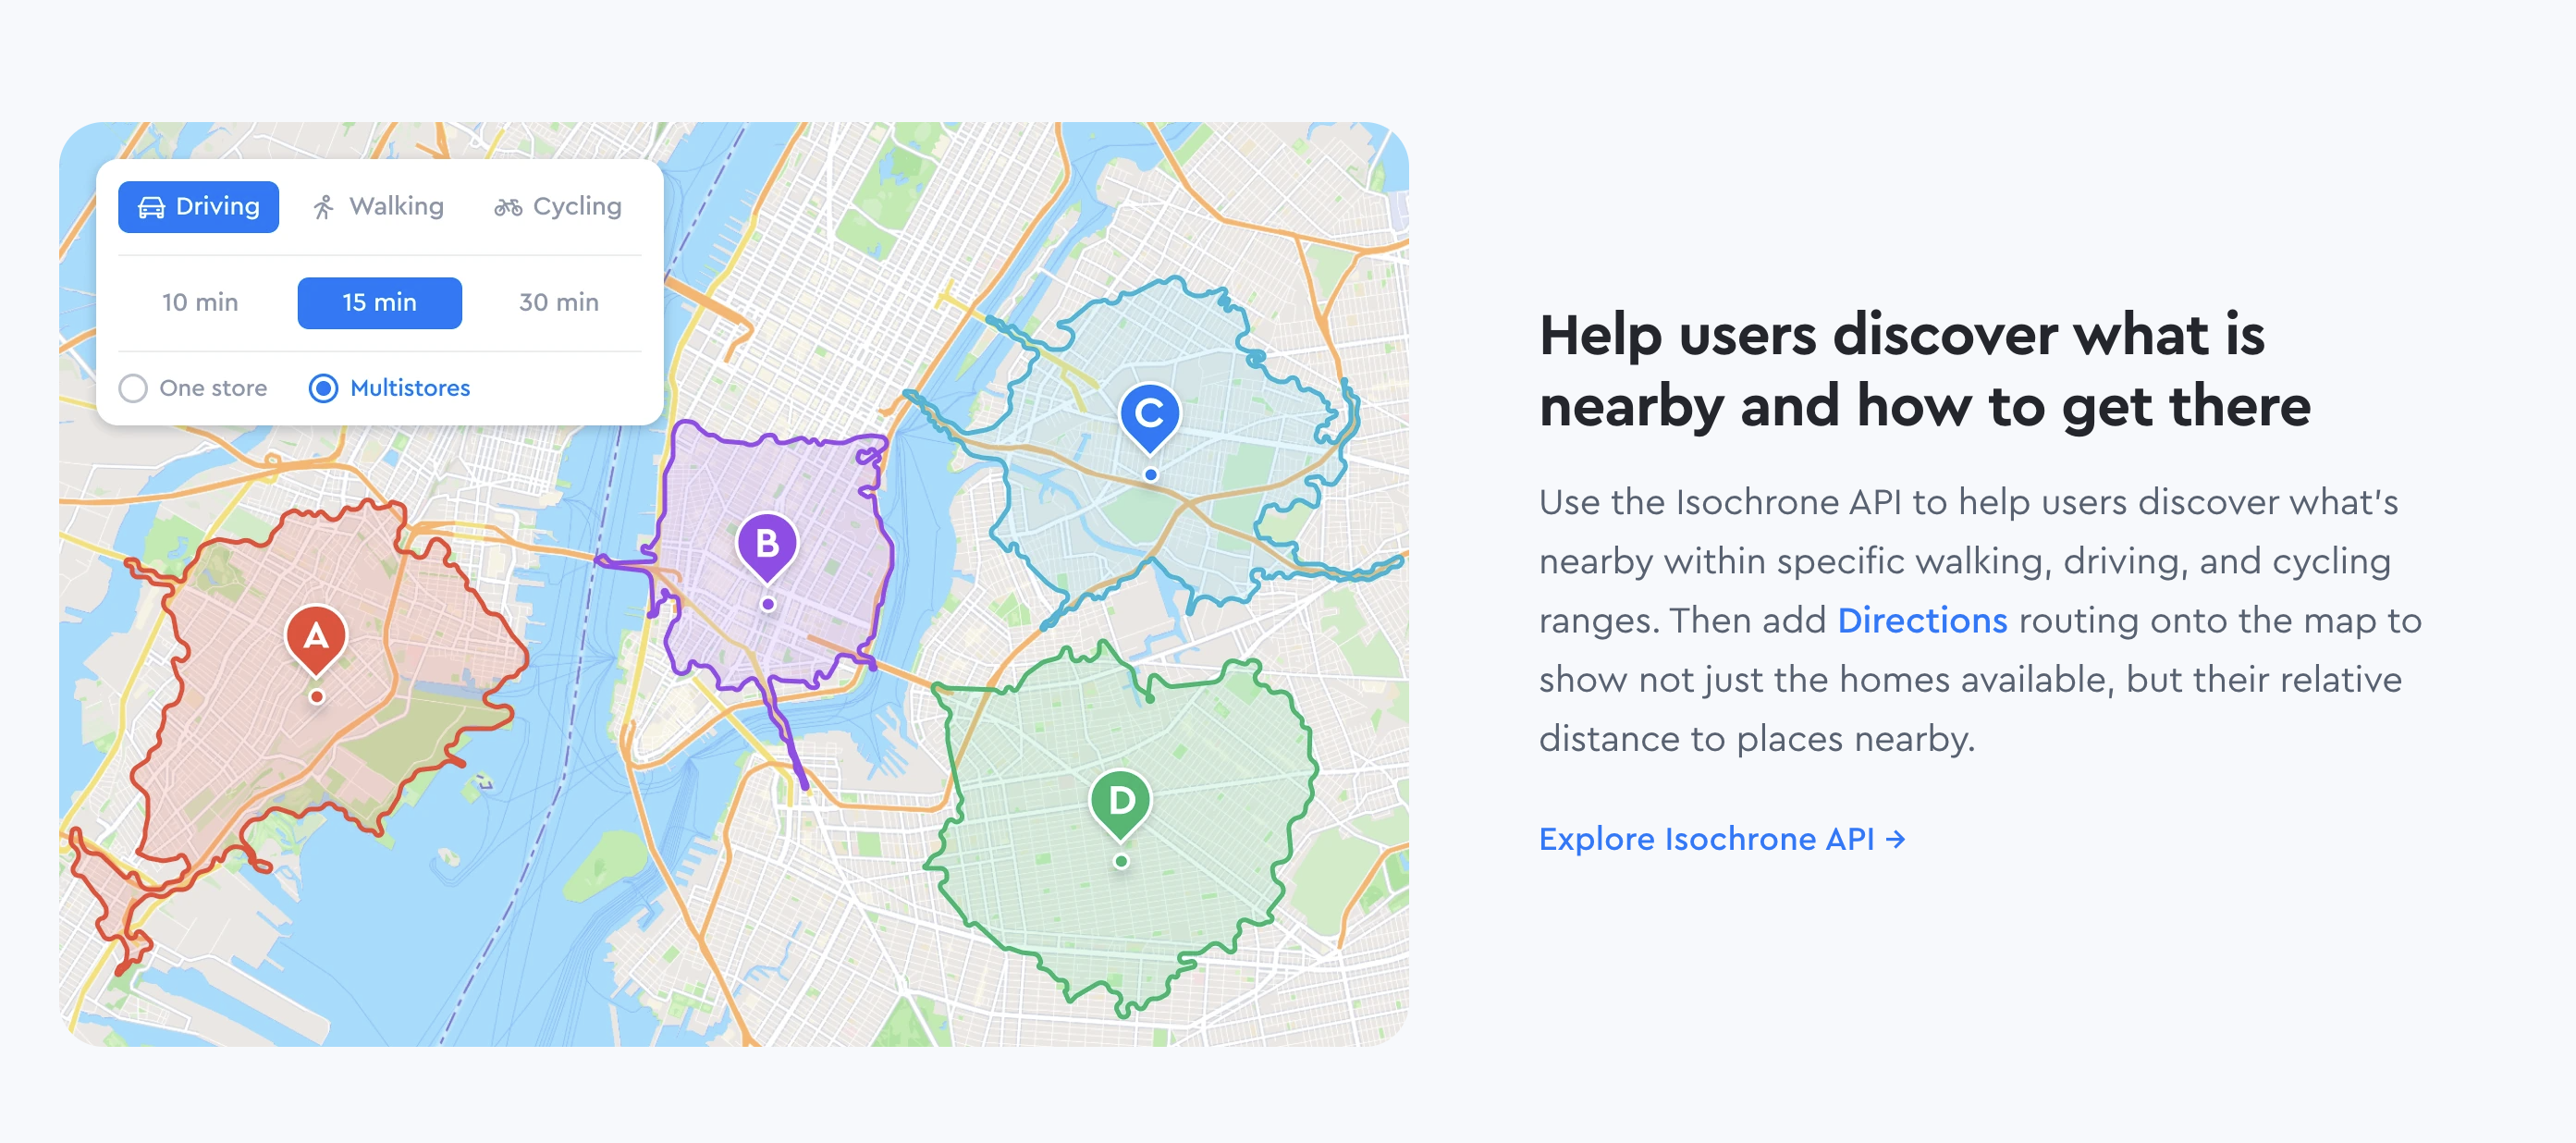 Driving Walking Cycling
10 min 15 min 30 min
One store Multistores
A
B
C
D
Help users discover what is
nearby and how to get there
Use the Isochrone API to help users discover what's
nearby within specific walking, driving, and cycling
ranges. Then add Directions routing onto the map to
show not just the homes available, but their relative
distance to places nearby.
Explore Isochrone API →